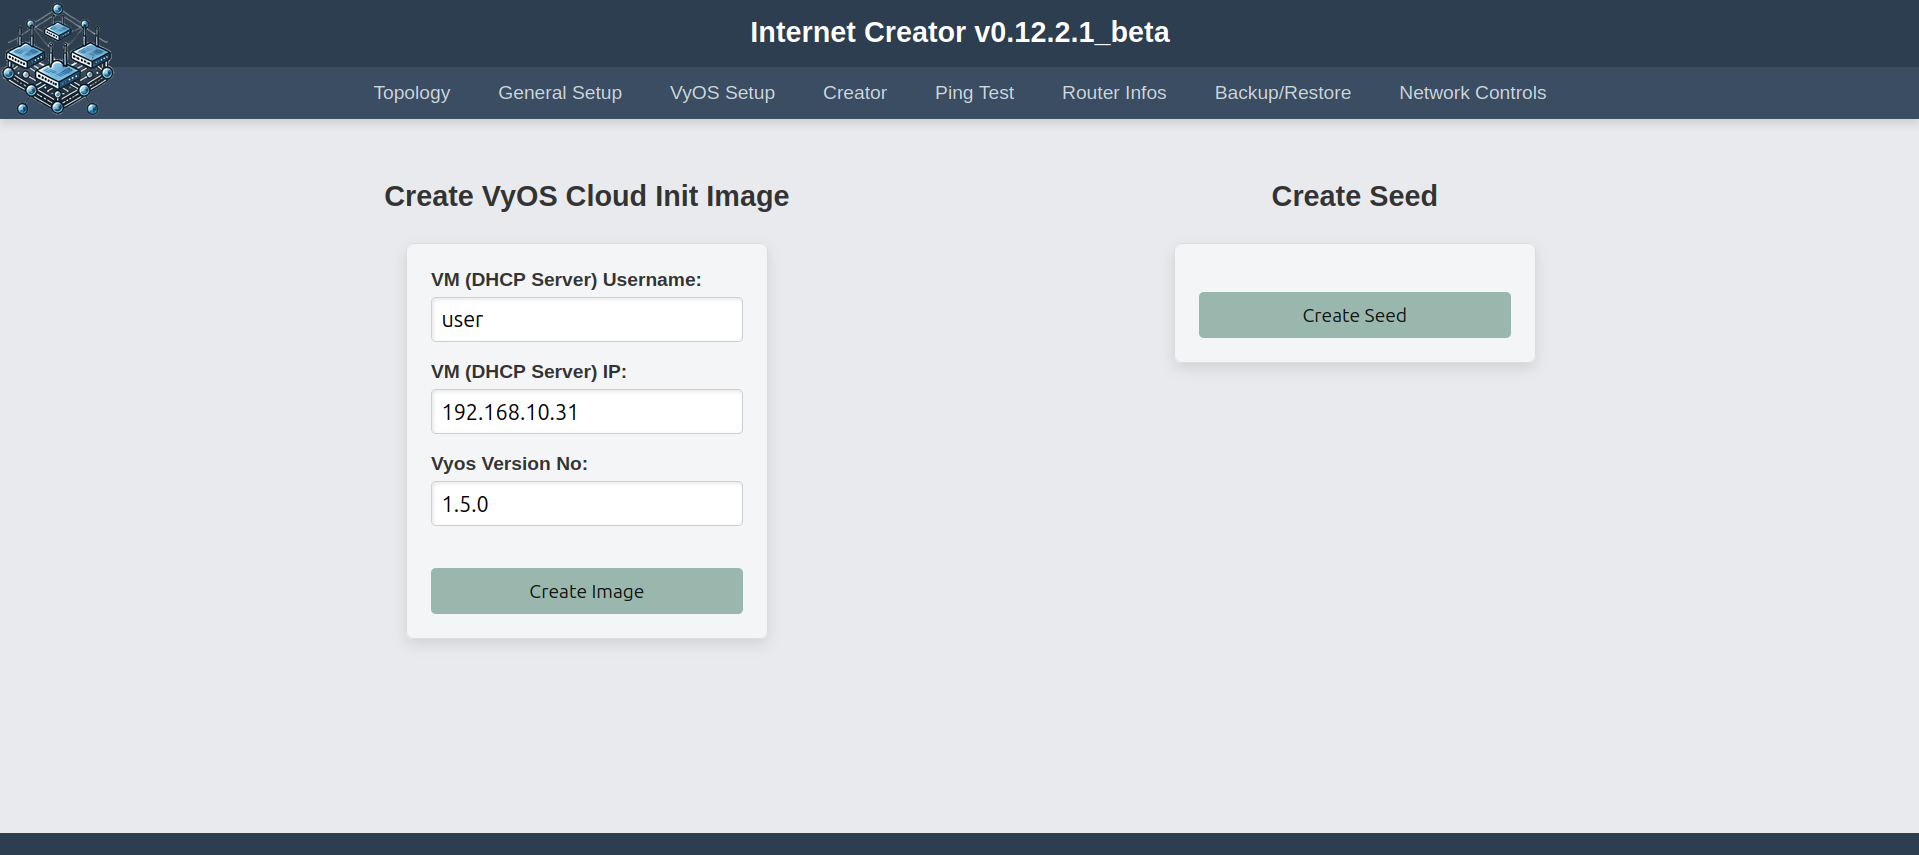 Internet Creator v0.12.2.1_beta
Topology General Setup VyOS Setup Creator Ping Test Router Infos Backup/Restore Network Controls
Create VyOS Cloud Init Image
VM (DHCP Server) Username:
user
VM (DHCP Server) IP:
192.168.10.31
Vyos Version No:
1.5.0
Create Image
Create Seed
Create Seed